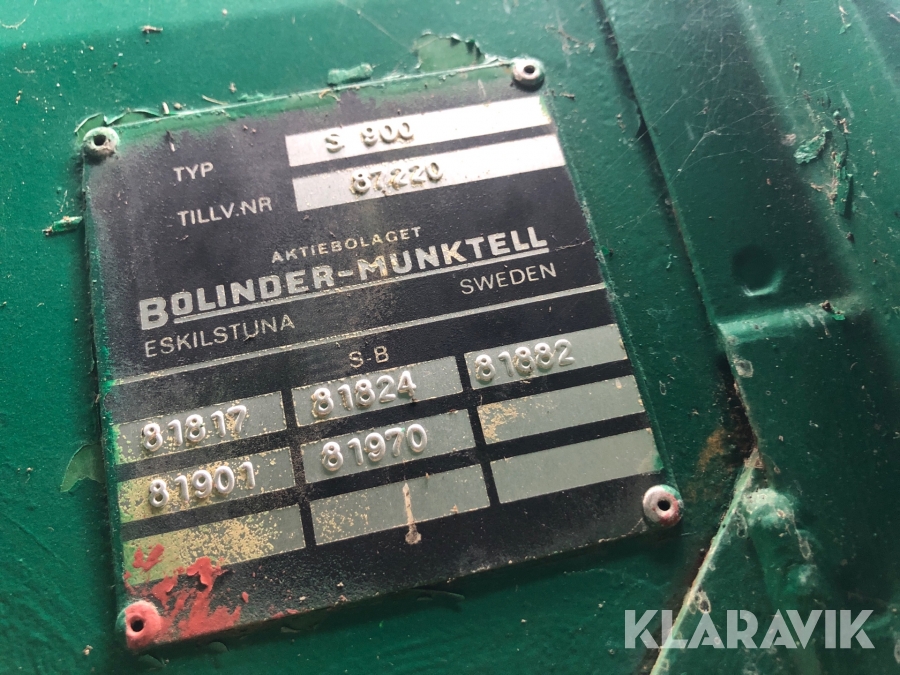 TYP S 900
TILLV.NR 87220
AKTIEBOLAGET
BOLINDER-MUNKTELL
ESKILSTUNA SWEDEN
S-B
81817 81824 81882
81901 81970
KLARAVIK